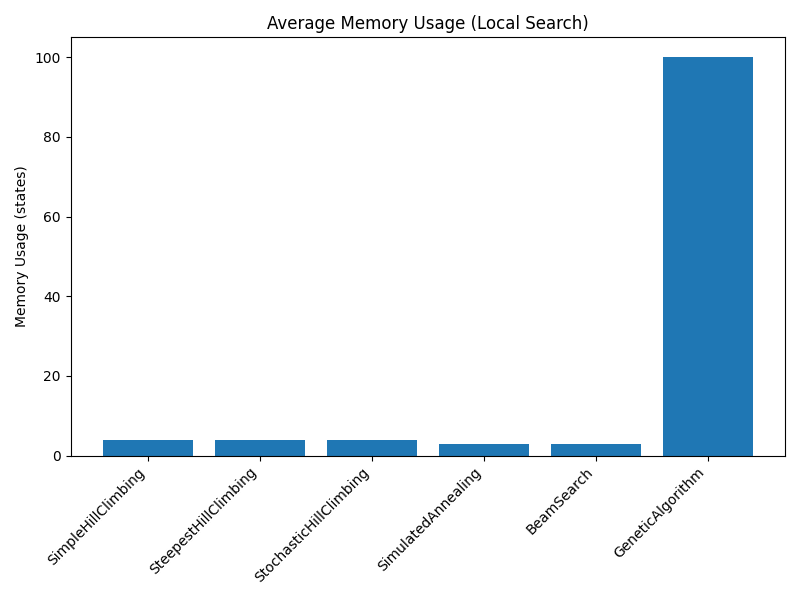 Average Memory Usage (Local Search)
Memory Usage (states)
100
80
60
40
20
0
SimpleHillClimbing
SteepestHillClimbing
StochasticHillClimbing
SimulatedAnnealing
BeamSearch
GeneticAlgorithm